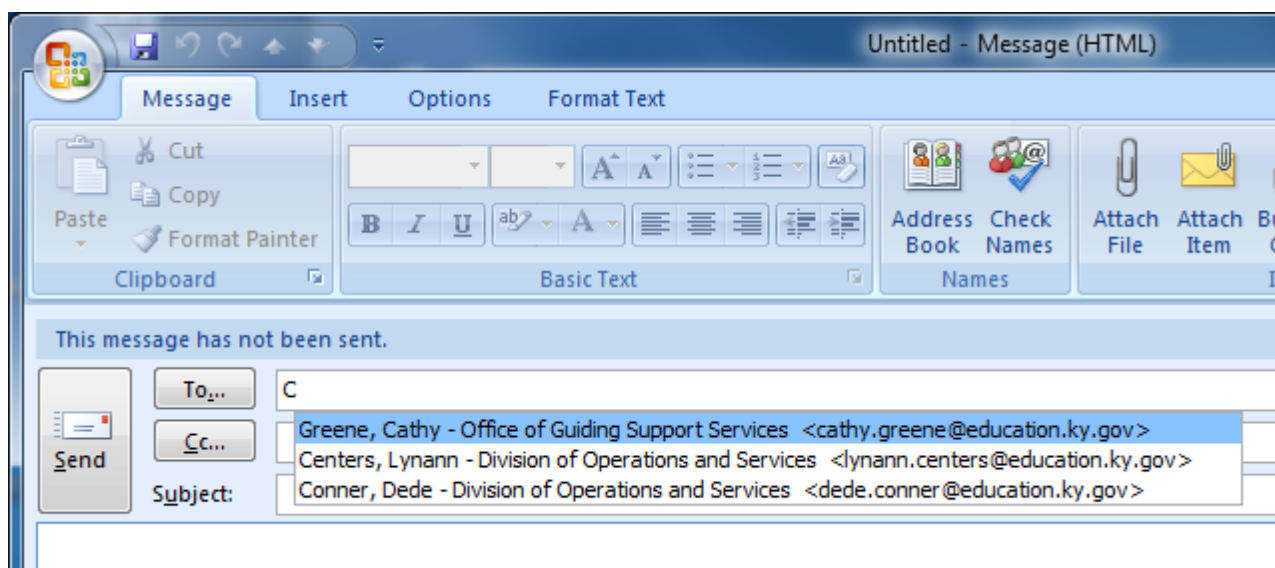 Untitled - Message (HTML)
Message Insert Options Format Text
Cut
Copy
Paste
Format Painter
Clipboard
A A
B I U ab A
Basic Text
Address Book
Check Names
Names
Attach File
Attach Item
This message has not been sent.
To... C
Greene, Cathy - Office of Guiding Support Services <cathy.greene@education.ky.gov>
Cc...
Centers, Lynann - Division of Operations and Services <lynann.centers@education.ky.gov>
Send
Conner, Dede - Division of Operations and Services <dede.conner@education.ky.gov>
Subject: